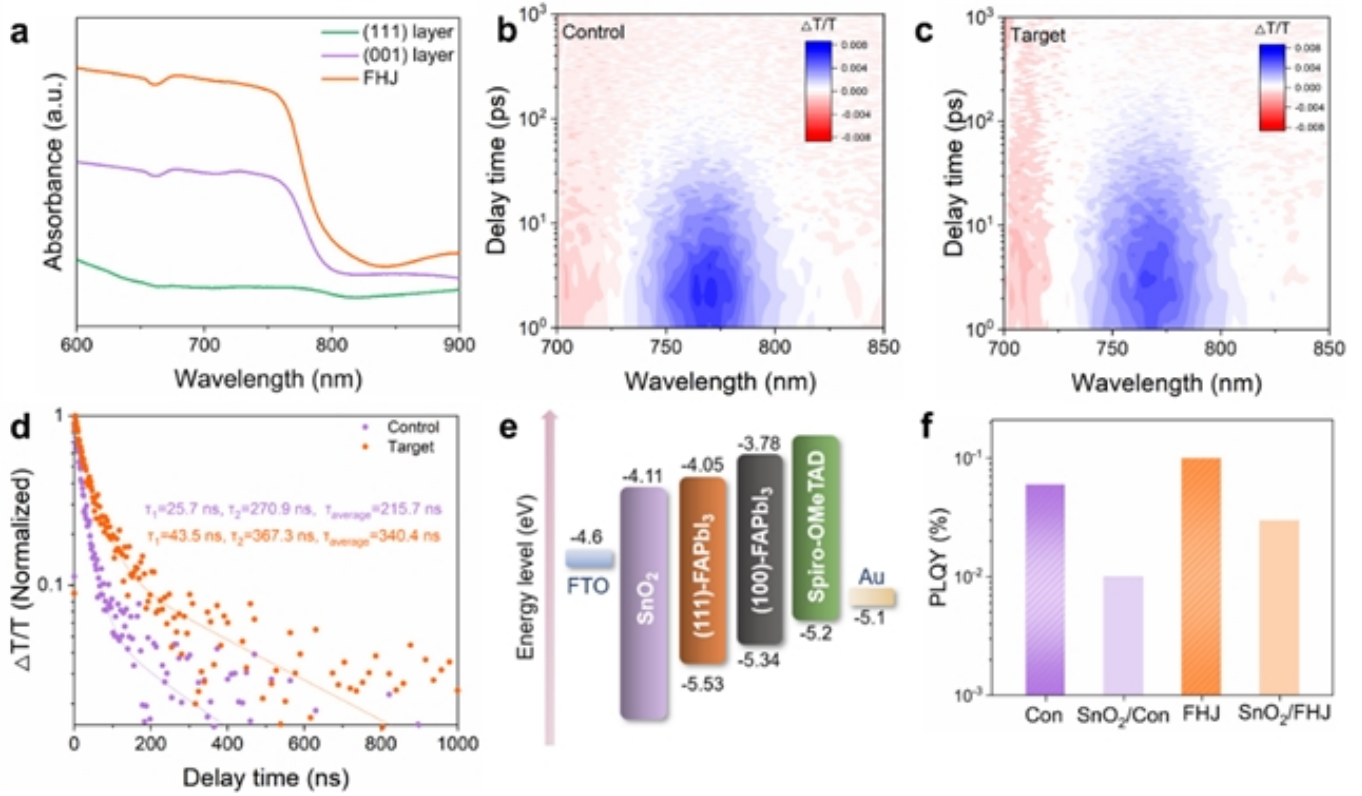 a
(111) layer
(001) layer
FHJ
Absorbance (a.u.)
600 700 800 900
Wavelength (nm)
b
Control
△T/T
0.008
0.004
0.000
-0.004
-0.008
Delay time (ps)
10³
10²
10¹
10⁰
700 750 800 850
Wavelength (nm)
c
Target
△T/T
0.008
0.004
0.000
-0.004
-0.008
Delay time (ps)
10³
10²
10¹
10⁰
700 750 800 850
Wavelength (nm)
d
Control
Target
τ₁=25.7 ns, τ₂=270.9 ns, τaverage=215.7 ns
τ₁=43.5 ns, τ₂=367.3 ns, τaverage=340.4 ns
△T/T (Normalized)
1
0.1
0 200 400 600 800 1000
Delay time (ns)
e
Energy level (eV)
-4.6
FTO
-4.11
SnO₂
-4.05
(111)-FAPbI₃
-5.53
-3.78
(100)-FAPbI₃
-5.34
Spiro-OMeTAD
-5.2
Au
-5.1
f
PLQY (%)
10⁻¹
10⁻²
10⁻³
Con SnO₂/Con FHJ SnO₂/FHJ